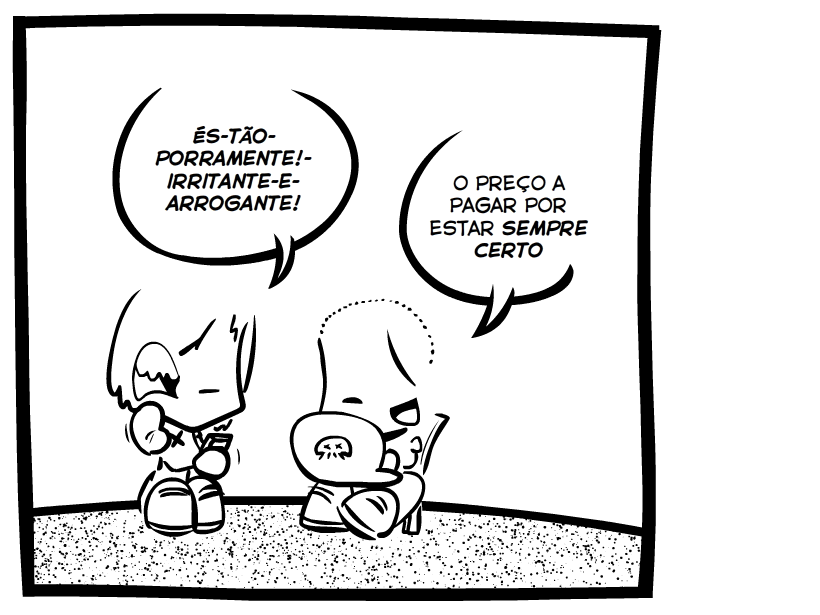 ÉS-TÃO-
PORRAMENTE!-
IRRITANTE-E-
ARROGANTE!
O PREÇO A
PAGAR POR
ESTAR SEMPRE
CERTO